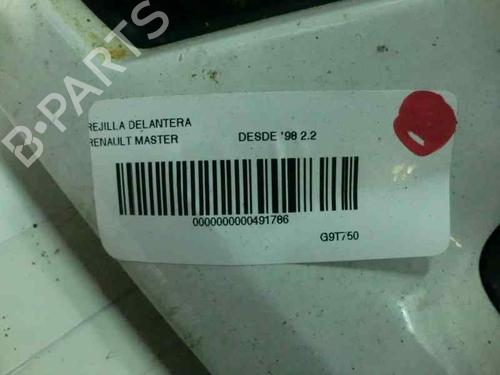 B-PARTS
REJILLA DELANTERA
RENAULT MASTER DESDE '98 2.2
0000000000491786
G9T750